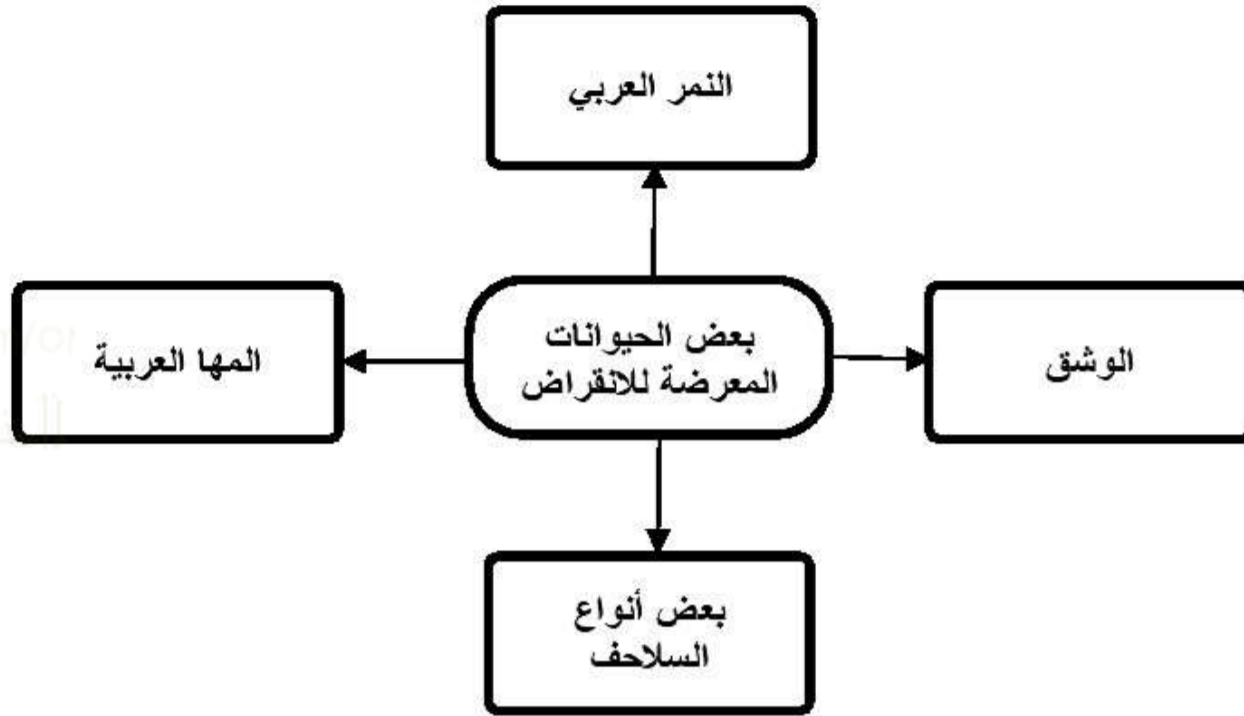 النمر العربي
بعض الحيوانات
المعرضة للانقراض
الوشق
المها العربية
بعض أنواع
السلاحف